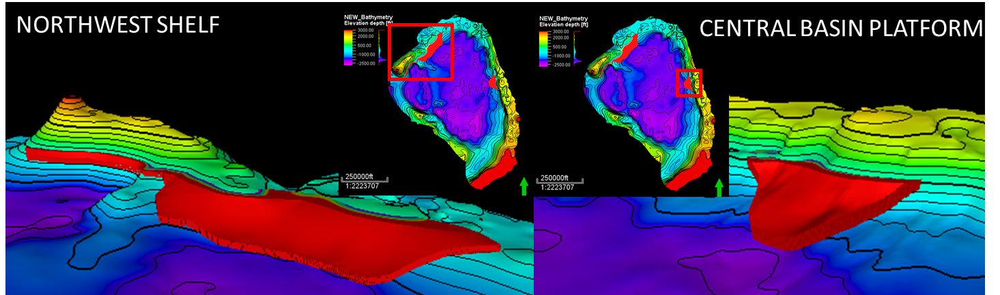 NORTHWEST SHELF
NEW_Bathymetry
Elevation depth [ft]
3000.00
2000.00
500.00
-1000.00
-2500.00
250000ft
1:2223707
NEW_Bathymetry
Elevation depth [ft]
3000.00
2000.00
500.00
-1000.00
-2500.00
250000ft
1:2223707
CENTRAL BASIN PLATFORM